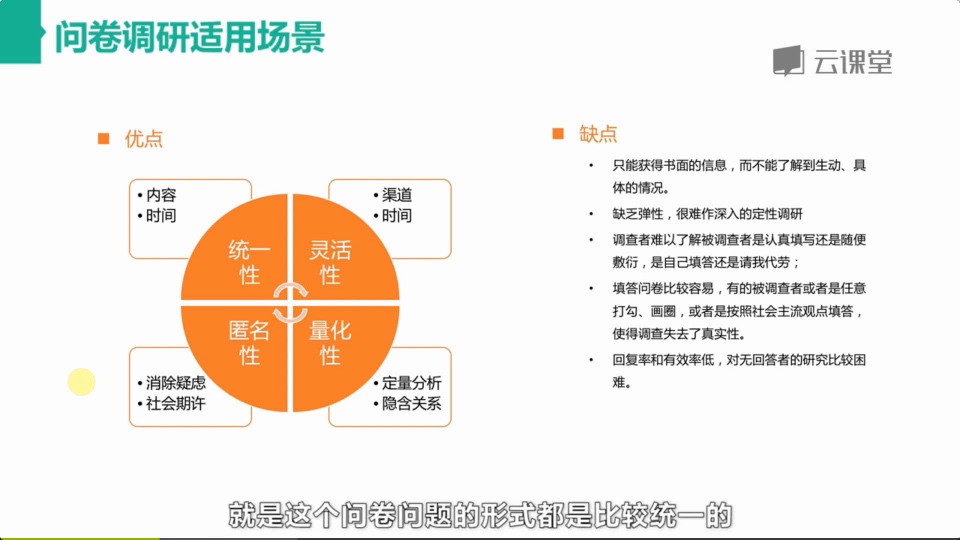 问卷调研适用场景
云课堂
■ 优点
• 内容
• 时间
• 渠道
• 时间
统一
性
灵活
性
匿名
性
量化
性
• 消除疑虑
• 社会期许
• 定量分析
• 隐含关系
■ 缺点
• 只能获得书面的信息，而不能了解到生动、具
体的情况。
• 缺乏弹性，很难作深入的定性调研
• 调查者难以了解被调查者是认真填写还是随便
敷衍，是自己填答还是请我代劳；
• 填答问卷比较容易，有的被调查者或者是任意
打勾、画圈，或者是按照社会主流观点填答，
使得调查失去了真实性。
• 回复率和有效率低，对无回答者的研究比较困
难。
就是这个问卷问题的形式都是比较统一的